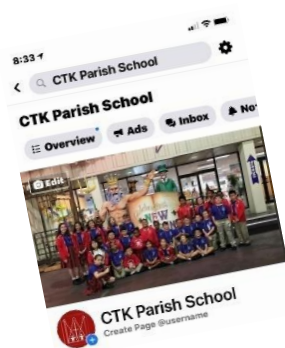 8:33
CTK Parish School
CTK Parish School
Overview
Ads
Inbox
No
Edit
NEW
CTK Parish School
Create Page @username